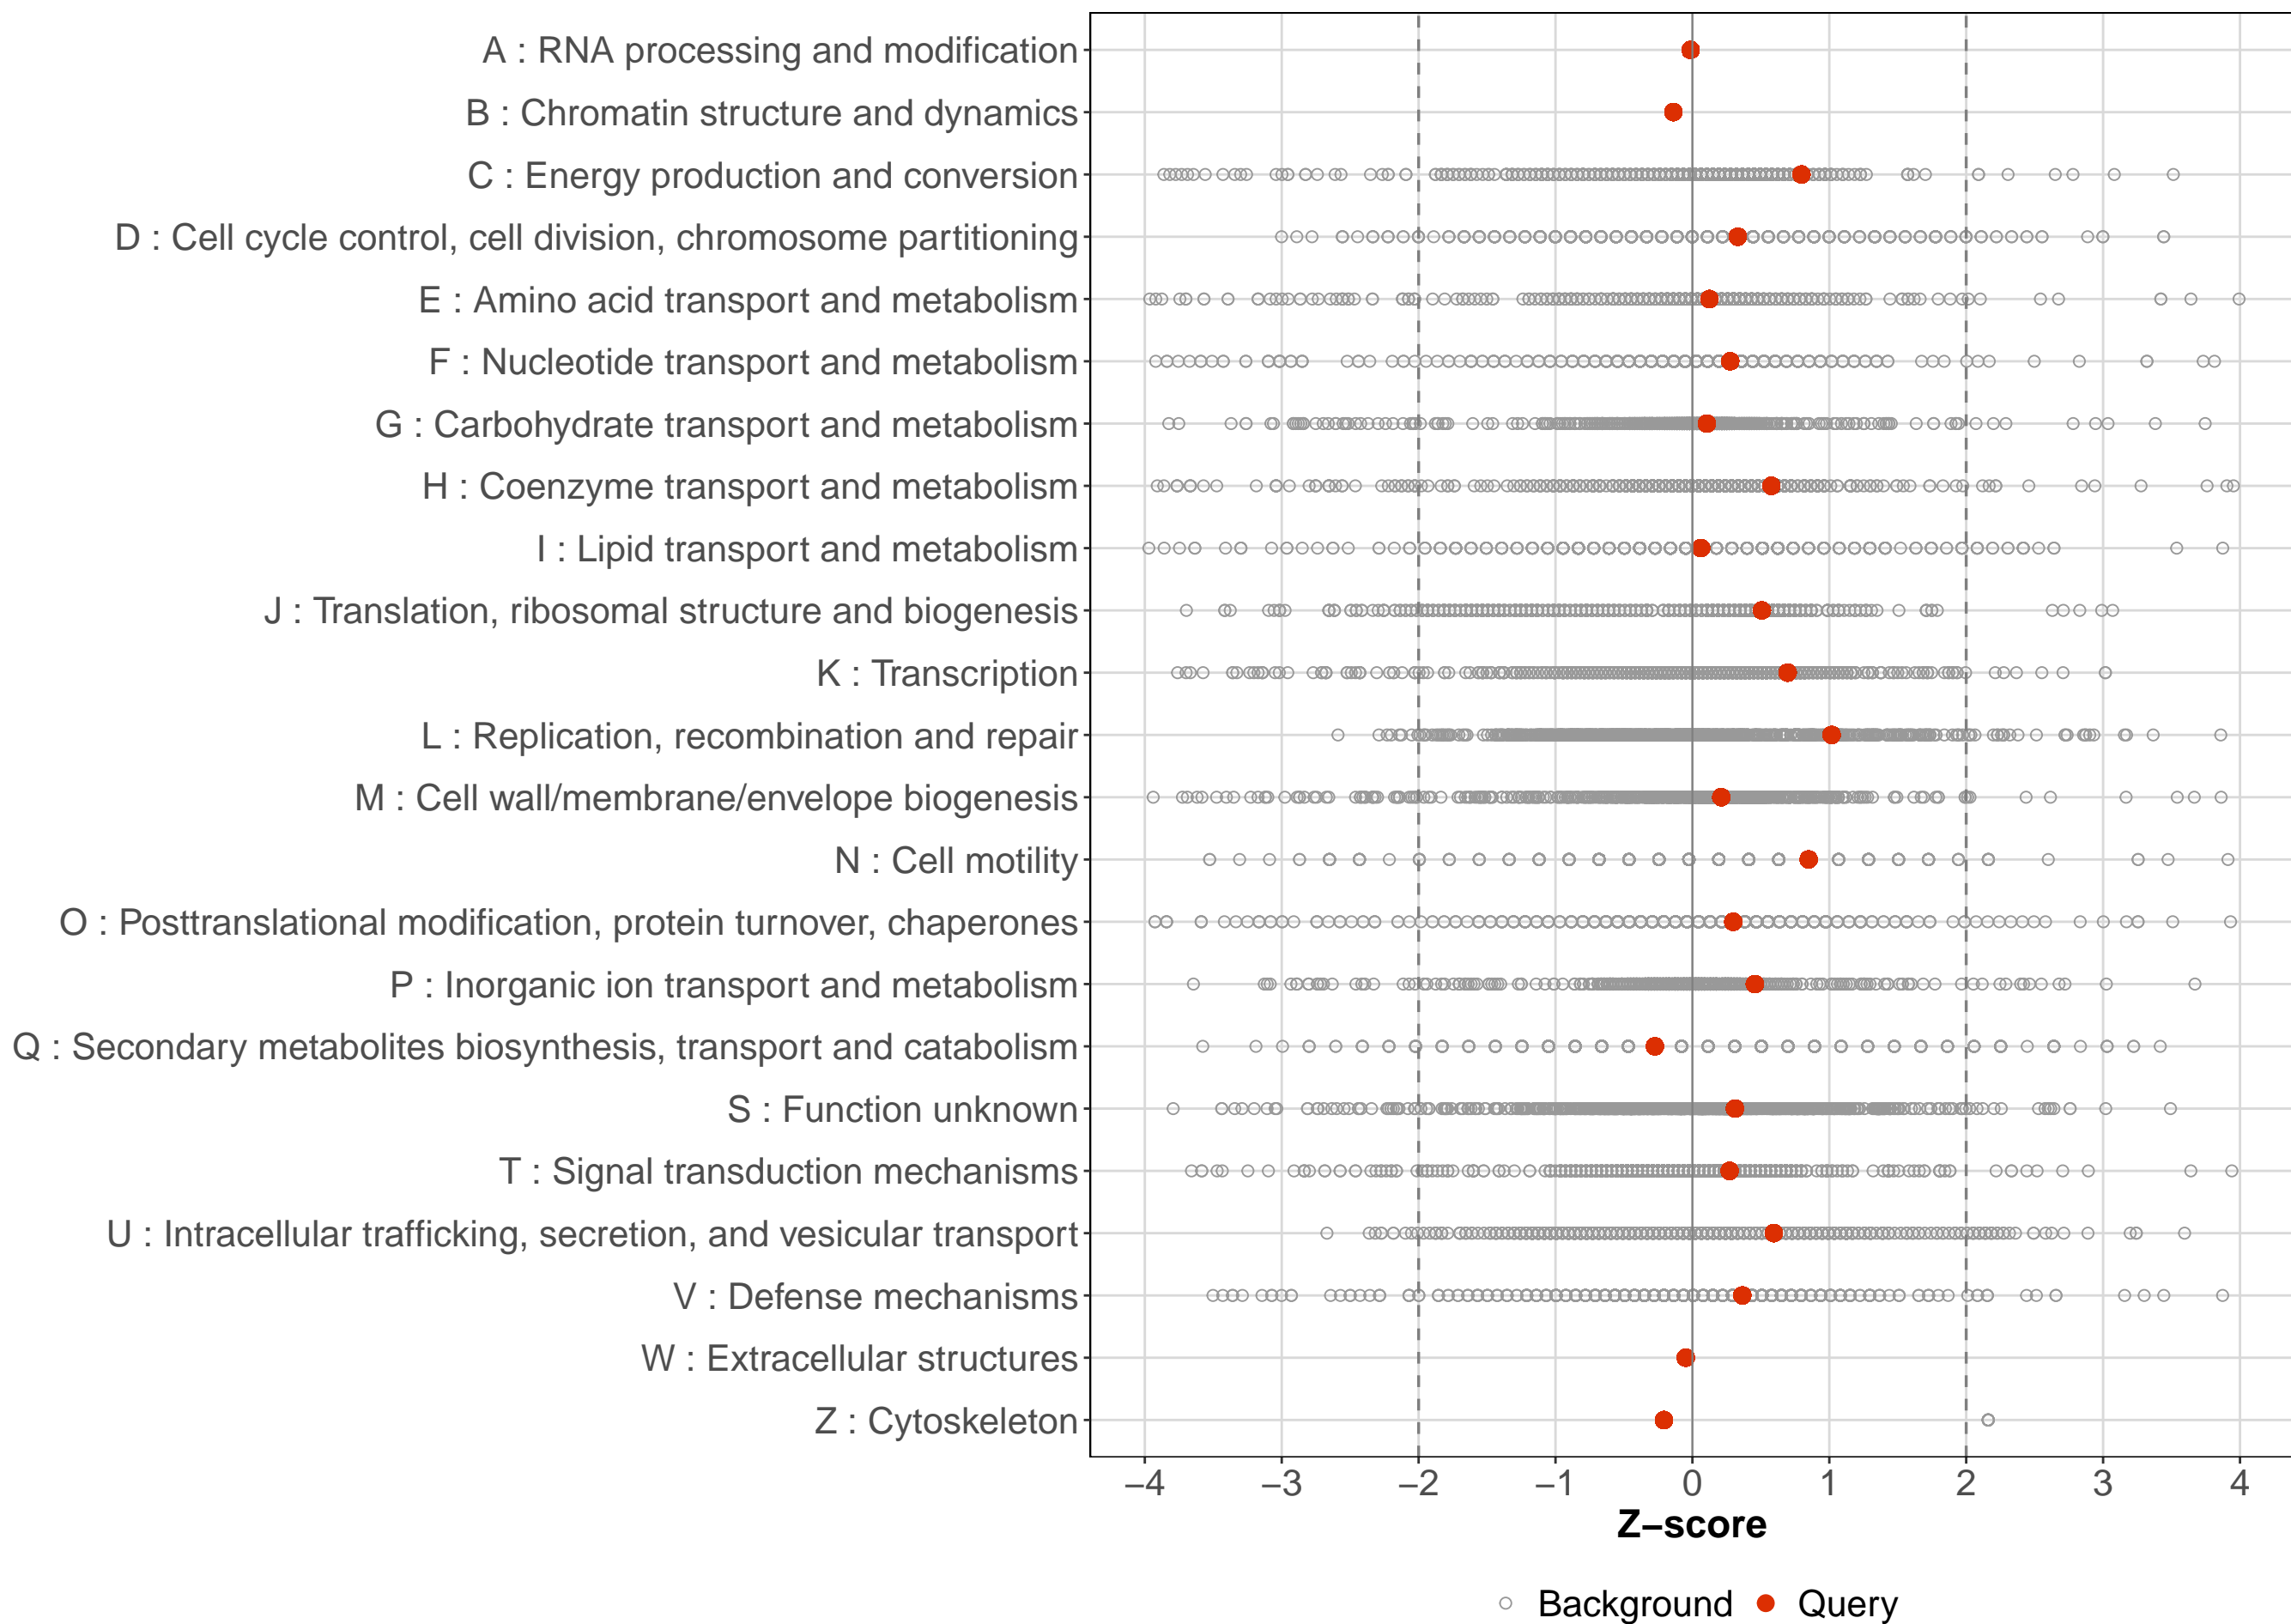 A : RNA processing and modification
B : Chromatin structure and dynamics
C : Energy production and conversion
D : Cell cycle control, cell division, chromosome partitioning
E : Amino acid transport and metabolism
F : Nucleotide transport and metabolism
G : Carbohydrate transport and metabolism
H : Coenzyme transport and metabolism
I : Lipid transport and metabolism
J : Translation, ribosomal structure and biogenesis
K : Transcription
L : Replication, recombination and repair
M : Cell wall/membrane/envelope biogenesis
N : Cell motility
O : Posttranslational modification, protein turnover, chaperones
P : Inorganic ion transport and metabolism
Q : Secondary metabolites biosynthesis, transport and catabolism
S : Function unknown
T : Signal transduction mechanisms
U : Intracellular trafficking, secretion, and vesicular transport
V : Defense mechanisms
W : Extracellular structures
Z : Cytoskeleton
−4 −3 −2 −1 0 1 2 3 4
Z−score
Background Query